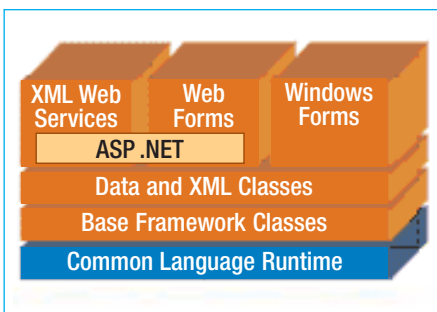 XML Web
Services
Web
Forms
Windows
Forms
ASP .NET
Data and XML Classes
Base Framework Classes
Common Language Runtime